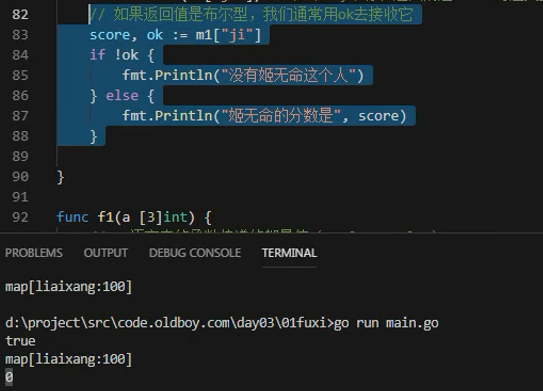 82 // 如果返回值是布尔型，我们通常用ok去接收它
83 score, ok := m1["ji"]
84 if !ok {
85 fmt.Println("没有姬无命这个人")
86 } else {
87 fmt.Println("姬无命的分数是", score)
88 }
89
90 }
91
92 func f1(a [3]int) {
PROBLEMS OUTPUT DEBUG CONSOLE TERMINAL
map[liaixang:100]
d:\project\src\code.oldboy.com\day03\01fuxi>go run main.go
true
map[liaixang:100]
0